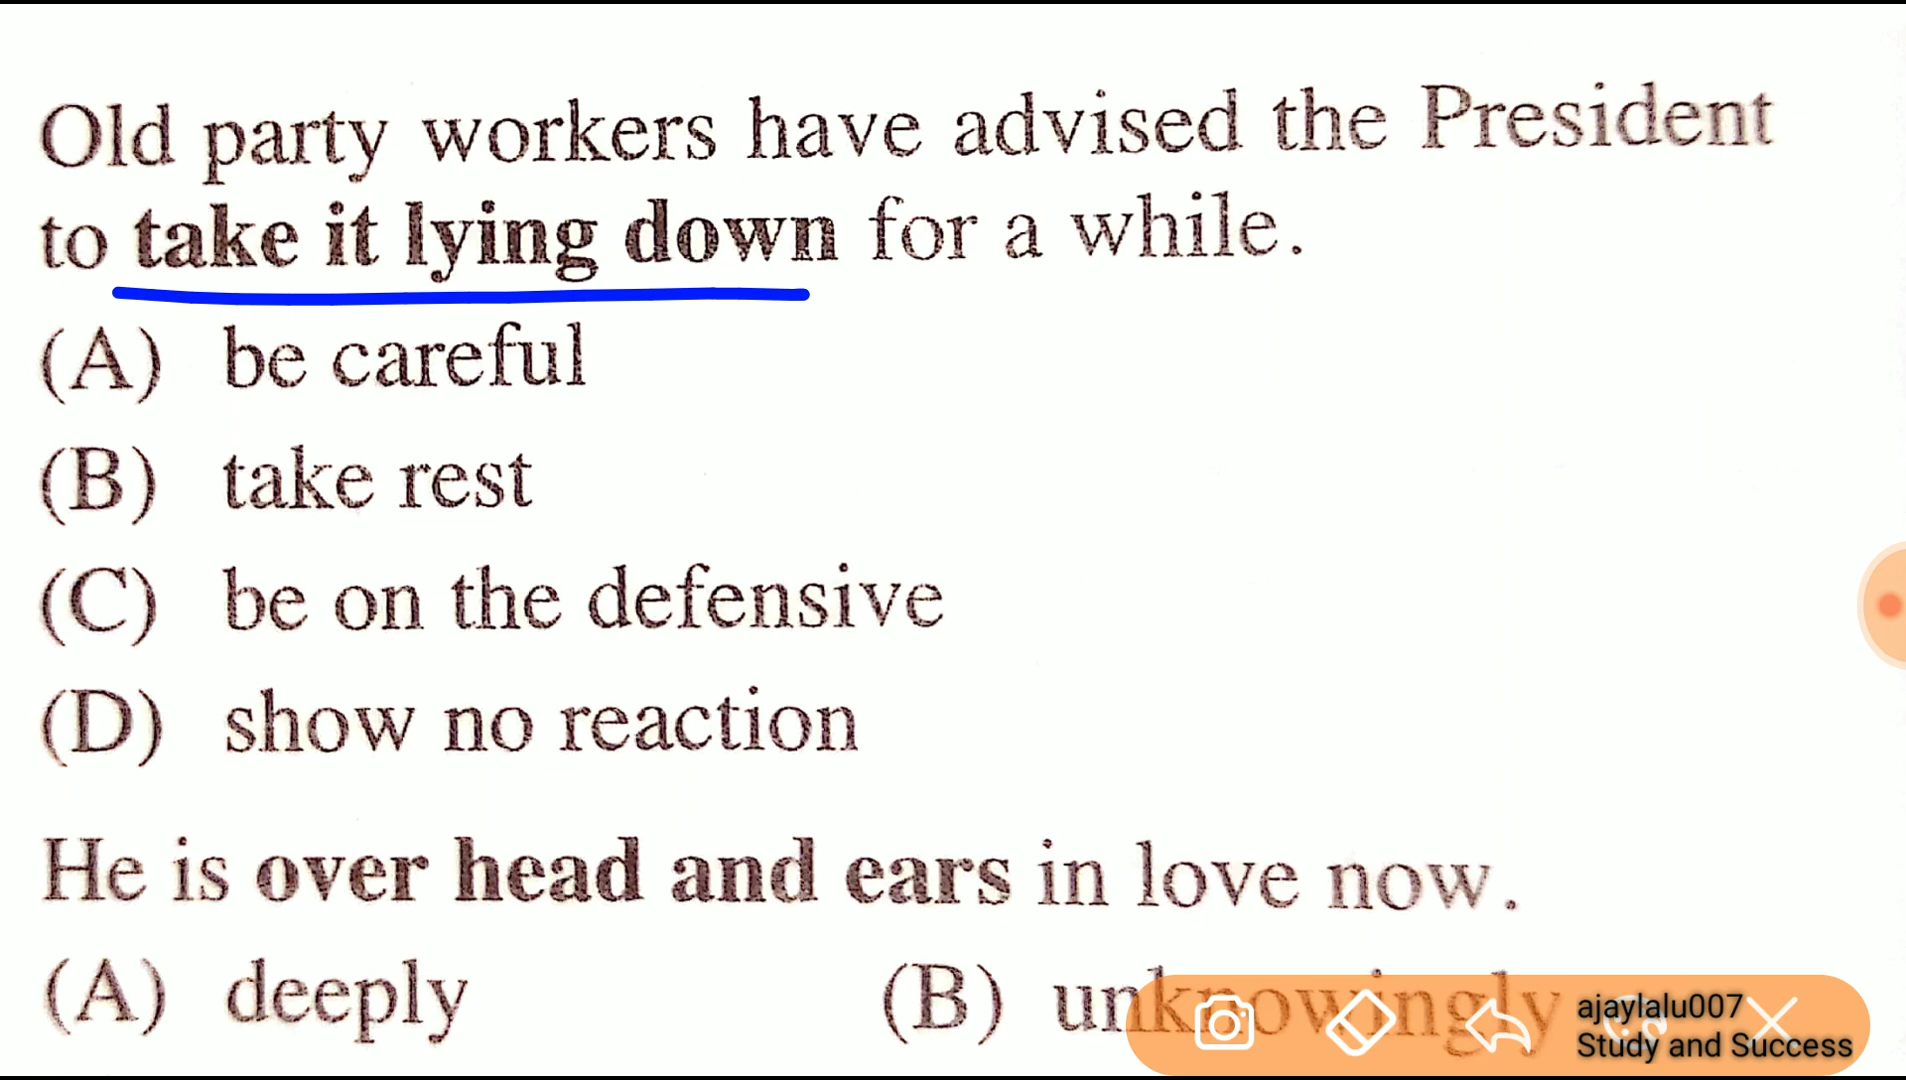 Old party workers have advised the President
to take it lying down for a while.
(A) be careful
(B) take rest
(C) be on the defensive
(D) show no reaction
He is over head and ears in love now.
(A) deeply (B) unknowingly
ajaylalu007
Study and Success